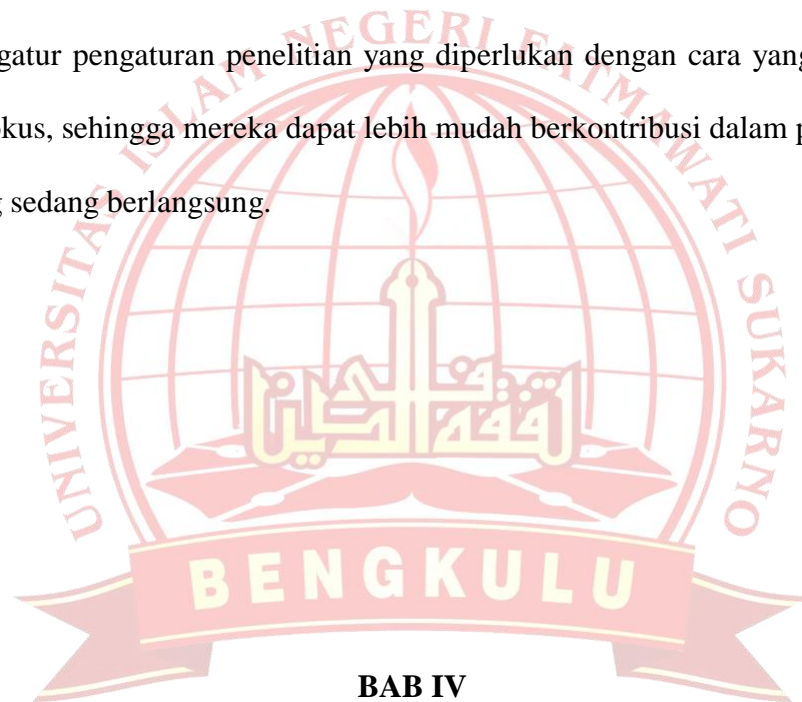 gatur pengaturan penelitian yang diperlukan dengan cara yang
okus, sehingga mereka dapat lebih mudah berkontribusi dalam p
g sedang berlangsung.
UNIVERSITAS ISLAM NEGERI FATMAWATI SUKARNO
BENGKULU
BAB IV